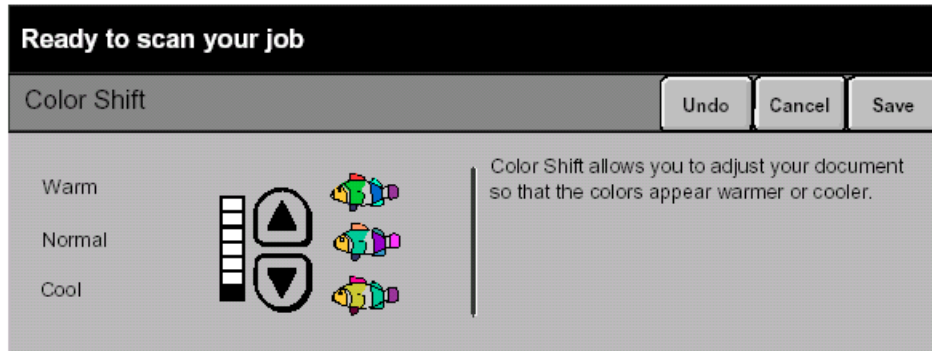 Ready to scan your job
Color Shift
Undo
Cancel
Save
Warm
Normal
Cool
Color Shift allows you to adjust your document
so that the colors appear warmer or cooler.